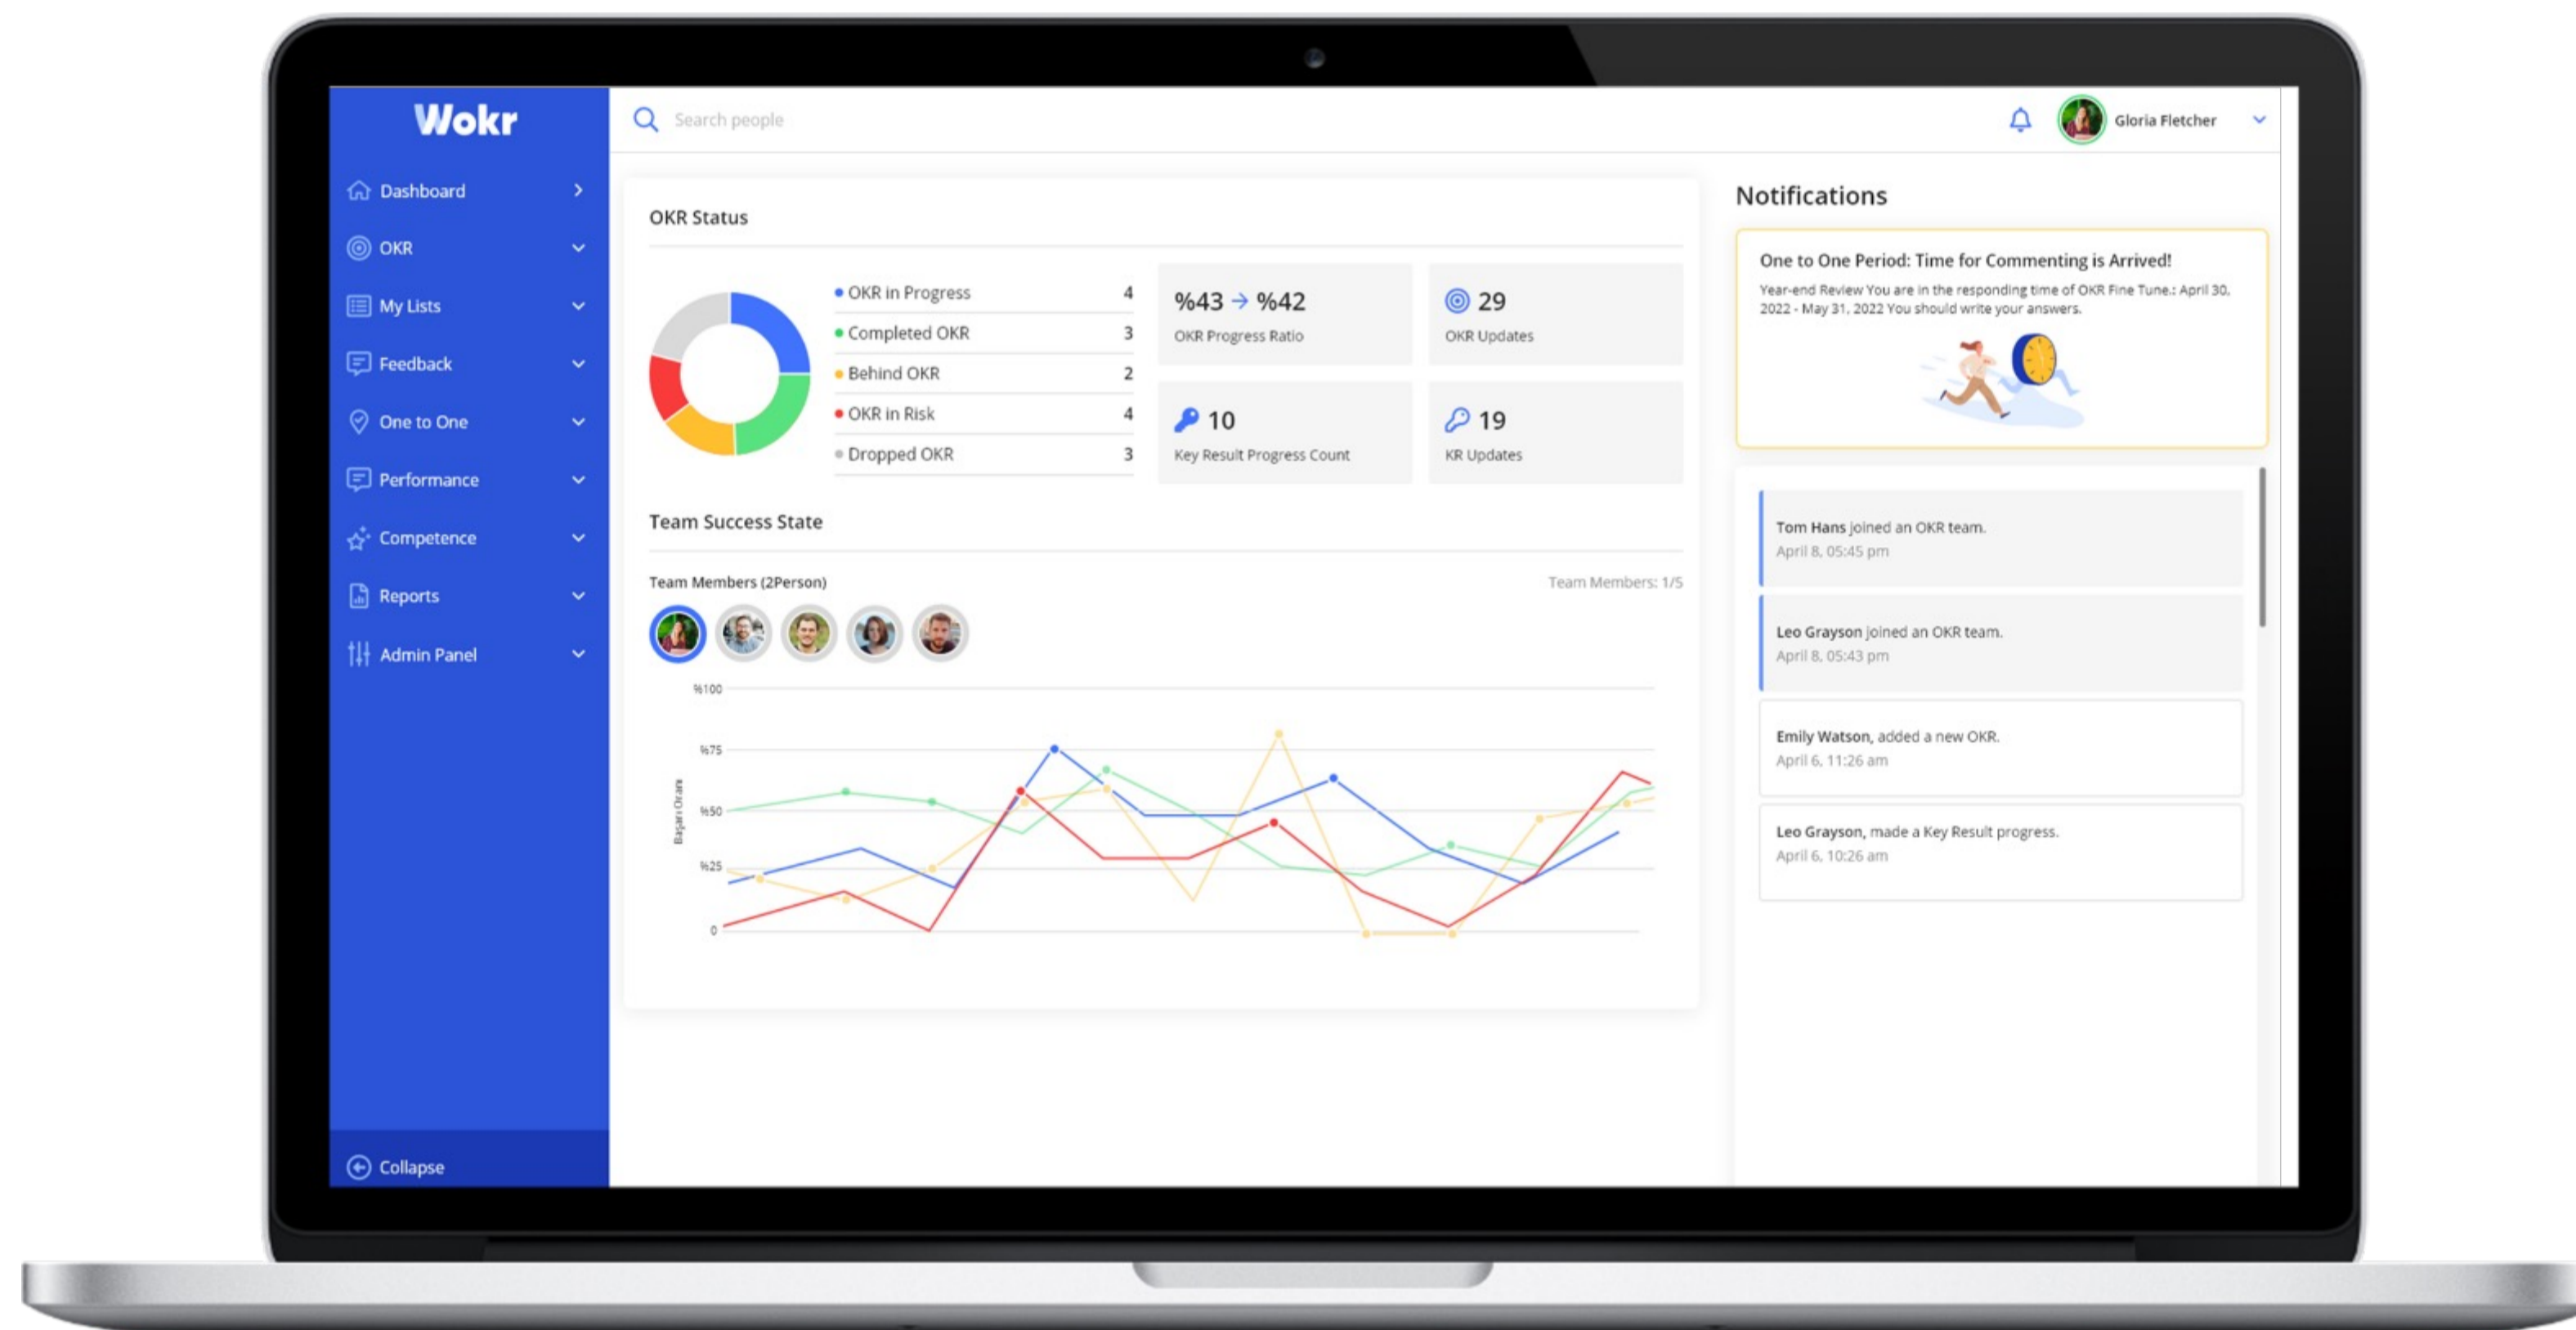 Wokr
Search people
Gloria Fletcher
Dashboard
OKR
My Lists
Feedback
One to One
Performance
Competence
Reports
Admin Panel
Collapse
OKR Status
OKR in Progress 4
Completed OKR 3
Behind OKR 2
OKR in Risk 4
Dropped OKR 3
%43 → %42
OKR Progress Ratio
29
OKR Updates
10
Key Result Progress Count
19
KR Updates
Team Success State
Team Members (2Person)
Team Members: 1/5
%100
%75
%50
%25
0
Başarı Oranı
Notifications
One to One Period: Time for Commenting is Arrived!
Year-end Review You are in the responding time of OKR Fine Tune.: April 30,
2022 - May 31, 2022 You should write your answers.
Tom Hans joined an OKR team.
April 8, 05:45 pm
Leo Grayson joined an OKR team.
April 8, 05:43 pm
Emily Watson, added a new OKR.
April 6, 11:26 am
Leo Grayson, made a Key Result progress.
April 6, 10:26 am